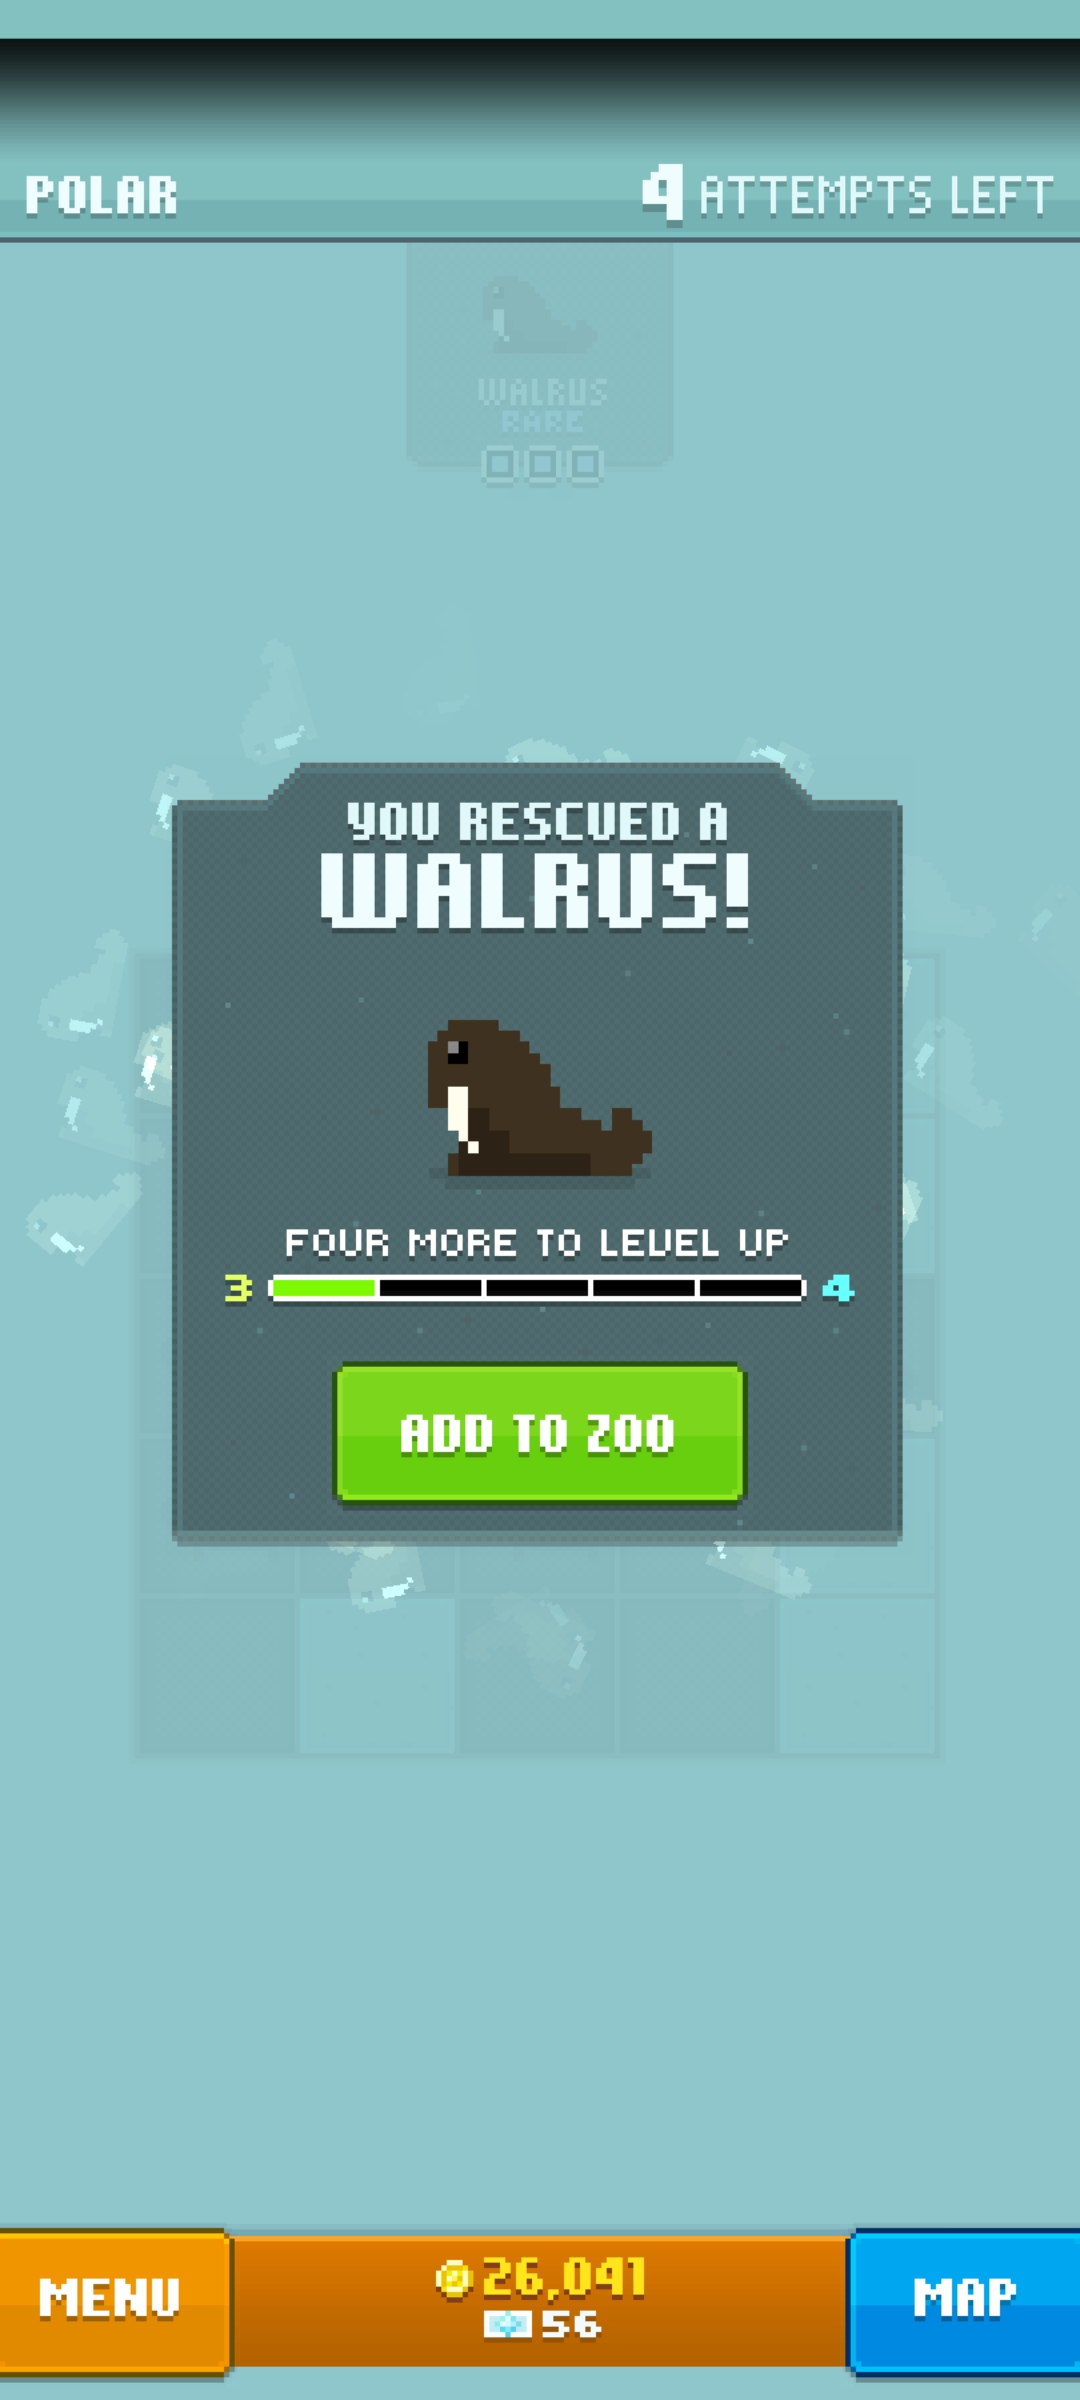 POLAR
4 ATTEMPTS LEFT
WALRUS
RARE
YOU RESCUED A
WALRUS!
FOUR MORE TO LEVEL UP
3 4
ADD TO ZOO
MENU
26,041
56
MAP